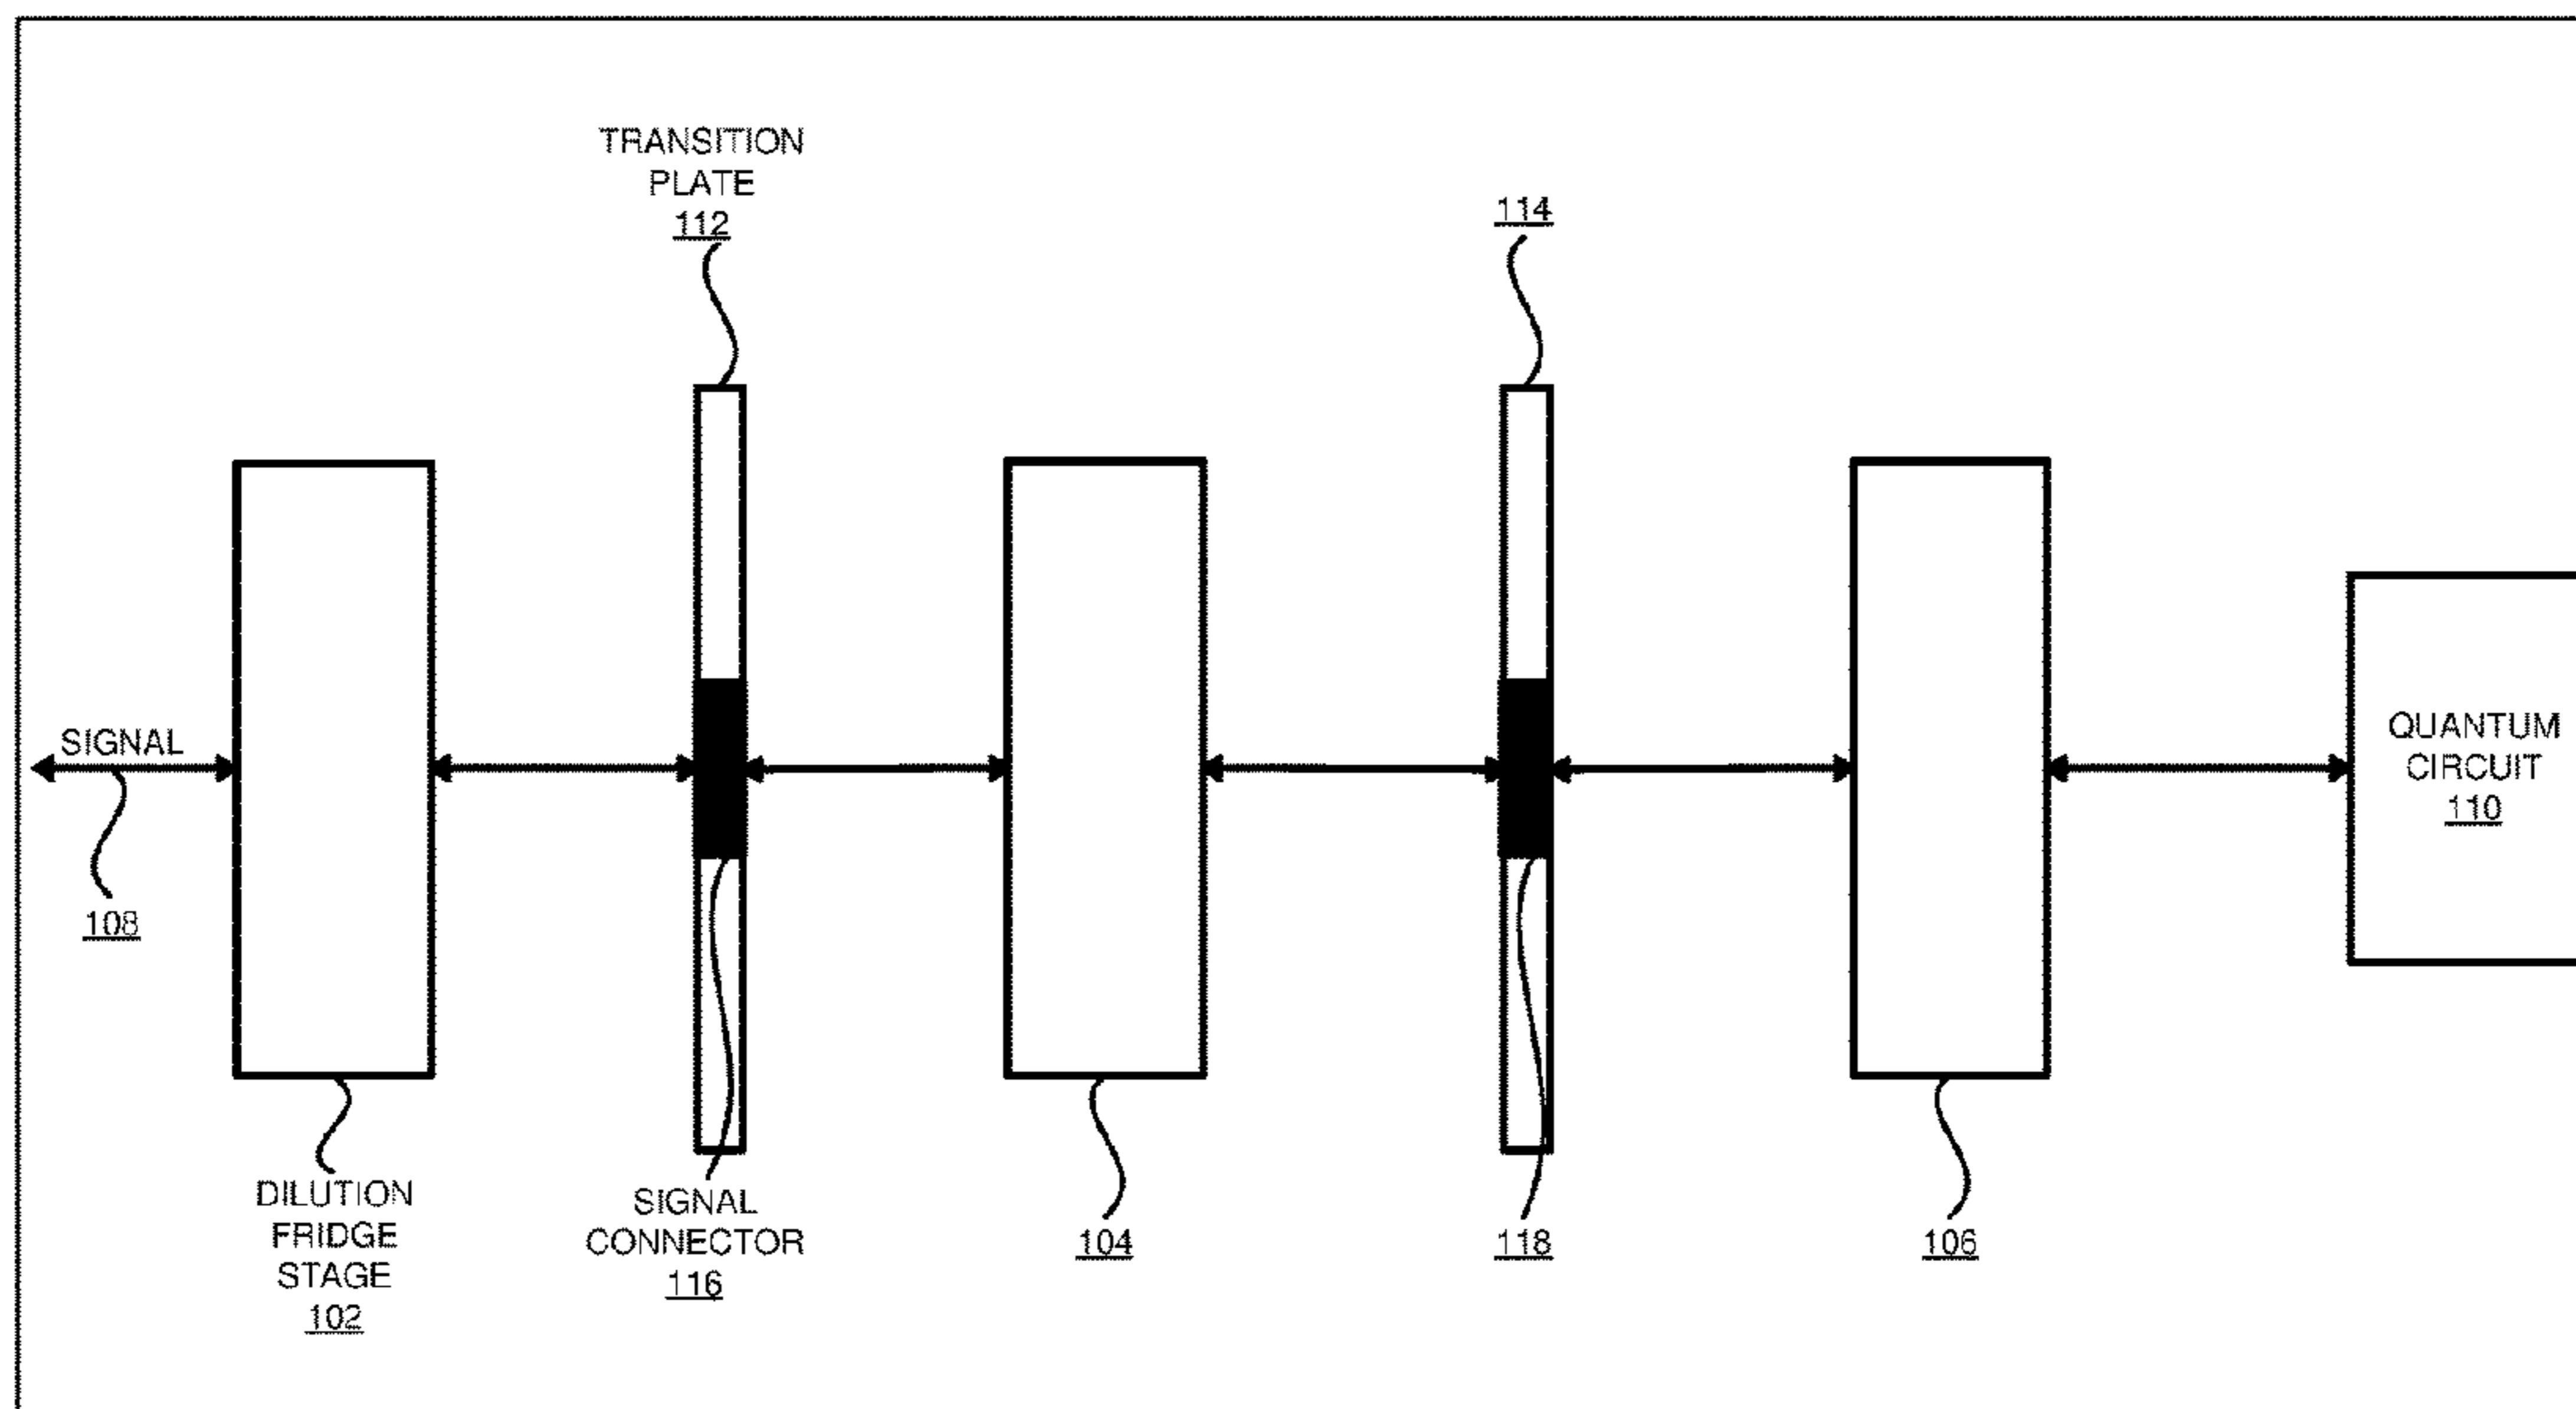 TRANSITION
PLATE
112
114
SIGNAL
108
QUANTUM
CIRCUIT
110
DILUTION
FRIDGE
STAGE
102
SIGNAL
CONNECTOR
116
104
118
106